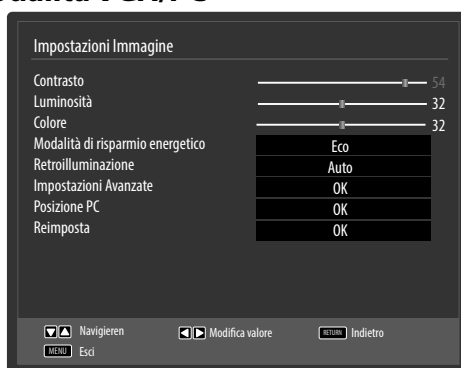 Impostazioni Immagine
Contrasto 54
Luminosità 32
Colore 32
Modalità di risparmio energetico Eco
Retroilluminazione Auto
Impostazioni Avanzate OK
Posizione PC OK
Reimposta OK
Navigieren Modifica valore RETURN Indietro
MENU Esci